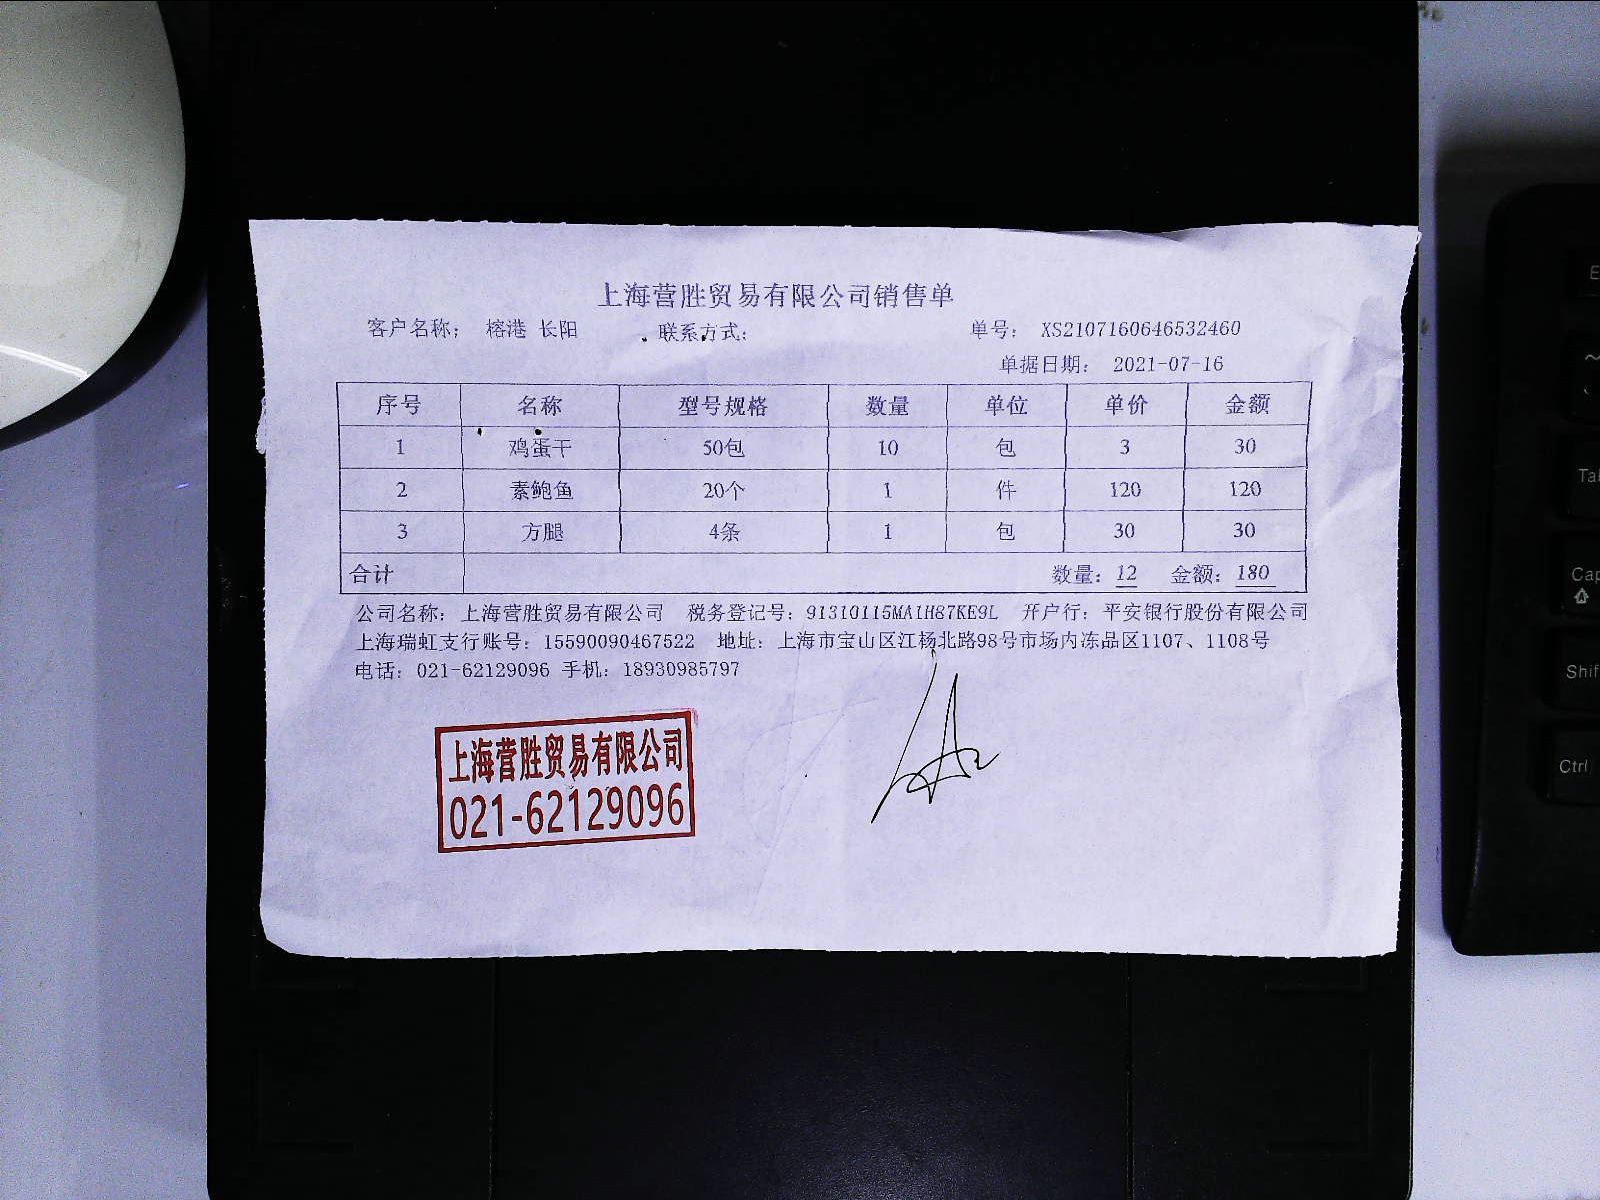 上海营胜贸易有限公司销售单
客户名称： 榕港 长阳 联系方式： 单号： XS2107160646532460
单据日期： 2021-07-16
序号 名称 型号规格 数量 单位 单价 金额
1 鸡蛋干 50包 10 包 3 30
2 素鲍鱼 20个 1 件 120 120
3 方腿 4条 1 包 30 30
合计 数量：12 金额：180
公司名称：上海营胜贸易有限公司 税务登记号：91310115MA1H87KE9L 开户行：平安银行股份有限公司
上海瑞虹支行账号：15590090467522 地址：上海市宝山区江杨北路98号市场内冻品区1107、1108号
电话：021-62129096 手机：18930985797
上海营胜贸易有限公司
021-62129096
Shif
Ctrl